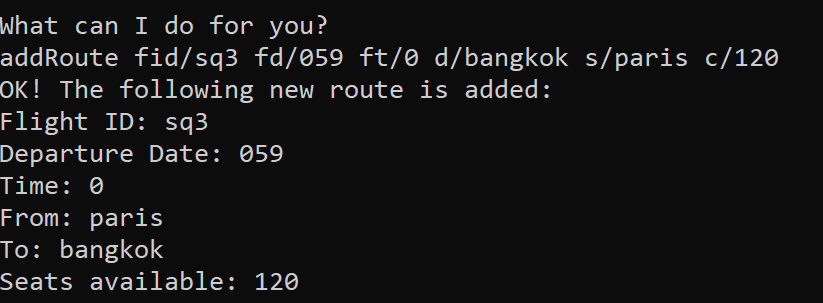 What can I do for you?
addRoute fid/sq3 fd/059 ft/0 d/bangkok s/paris c/120
OK! The following new route is added:
Flight ID: sq3
Departure Date: 059
Time: 0
From: paris
To: bangkok
Seats available: 120